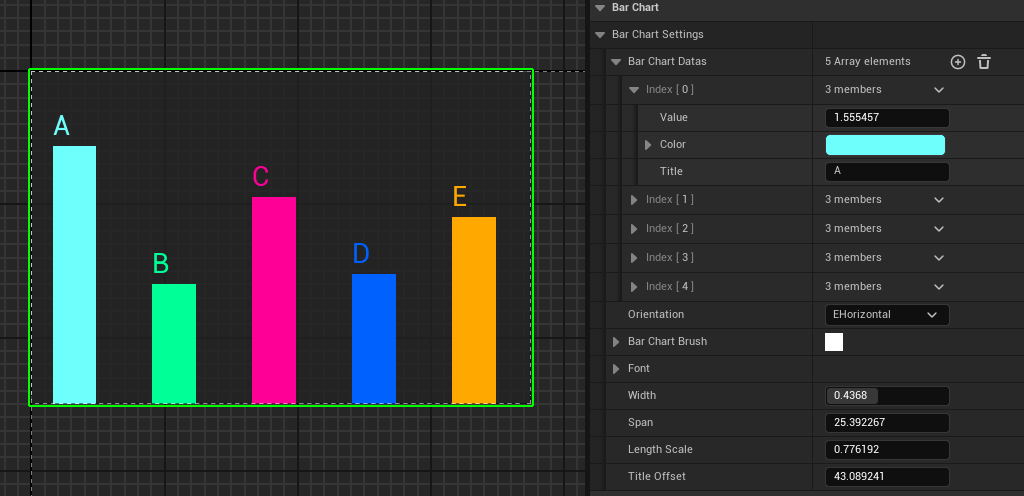 A
B
C
D
E
Bar Chart
Bar Chart Settings
Bar Chart Datas 5 Array elements
Index [ 0 ] 3 members
Value 1.555457
Color
Title A
Index [ 1 ] 3 members
Index [ 2 ] 3 members
Index [ 3 ] 3 members
Index [ 4 ] 3 members
Orientation EHorizontal
Bar Chart Brush
Font
Width 0.4368
Span 25.392267
Length Scale 0.776192
Title Offset 43.089241